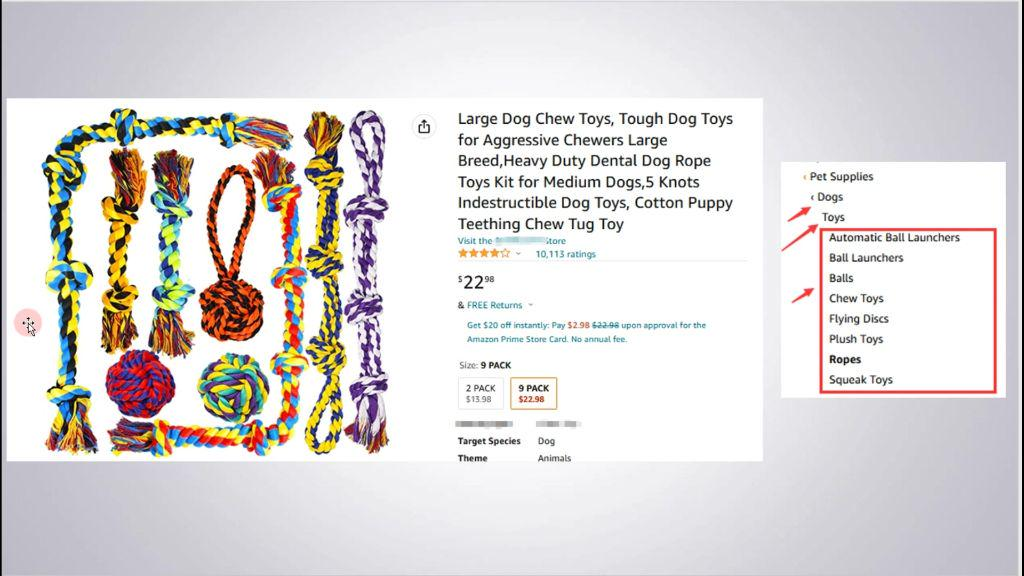 Large Dog Chew Toys, Tough Dog Toys
for Aggressive Chewers Large
Breed,Heavy Duty Dental Dog Rope
Toys Kit for Medium Dogs,5 Knots
Indestructible Dog Toys, Cotton Puppy
Teething Chew Tug Toy
Visit the
10,113 ratings
$22.98
& FREE Returns
Get $20 off instantly: Pay $2.98 $22.98 upon approval for the
Amazon Prime Store Card. No annual fee.
Size: 9 PACK
2 PACK
$13.98
9 PACK
$22.98
Target Species Dog
Theme Animals
‹ Pet Supplies
‹ Dogs
Toys
Automatic Ball Launchers
Ball Launchers
Balls
Chew Toys
Flying Discs
Plush Toys
Ropes
Squeak Toys